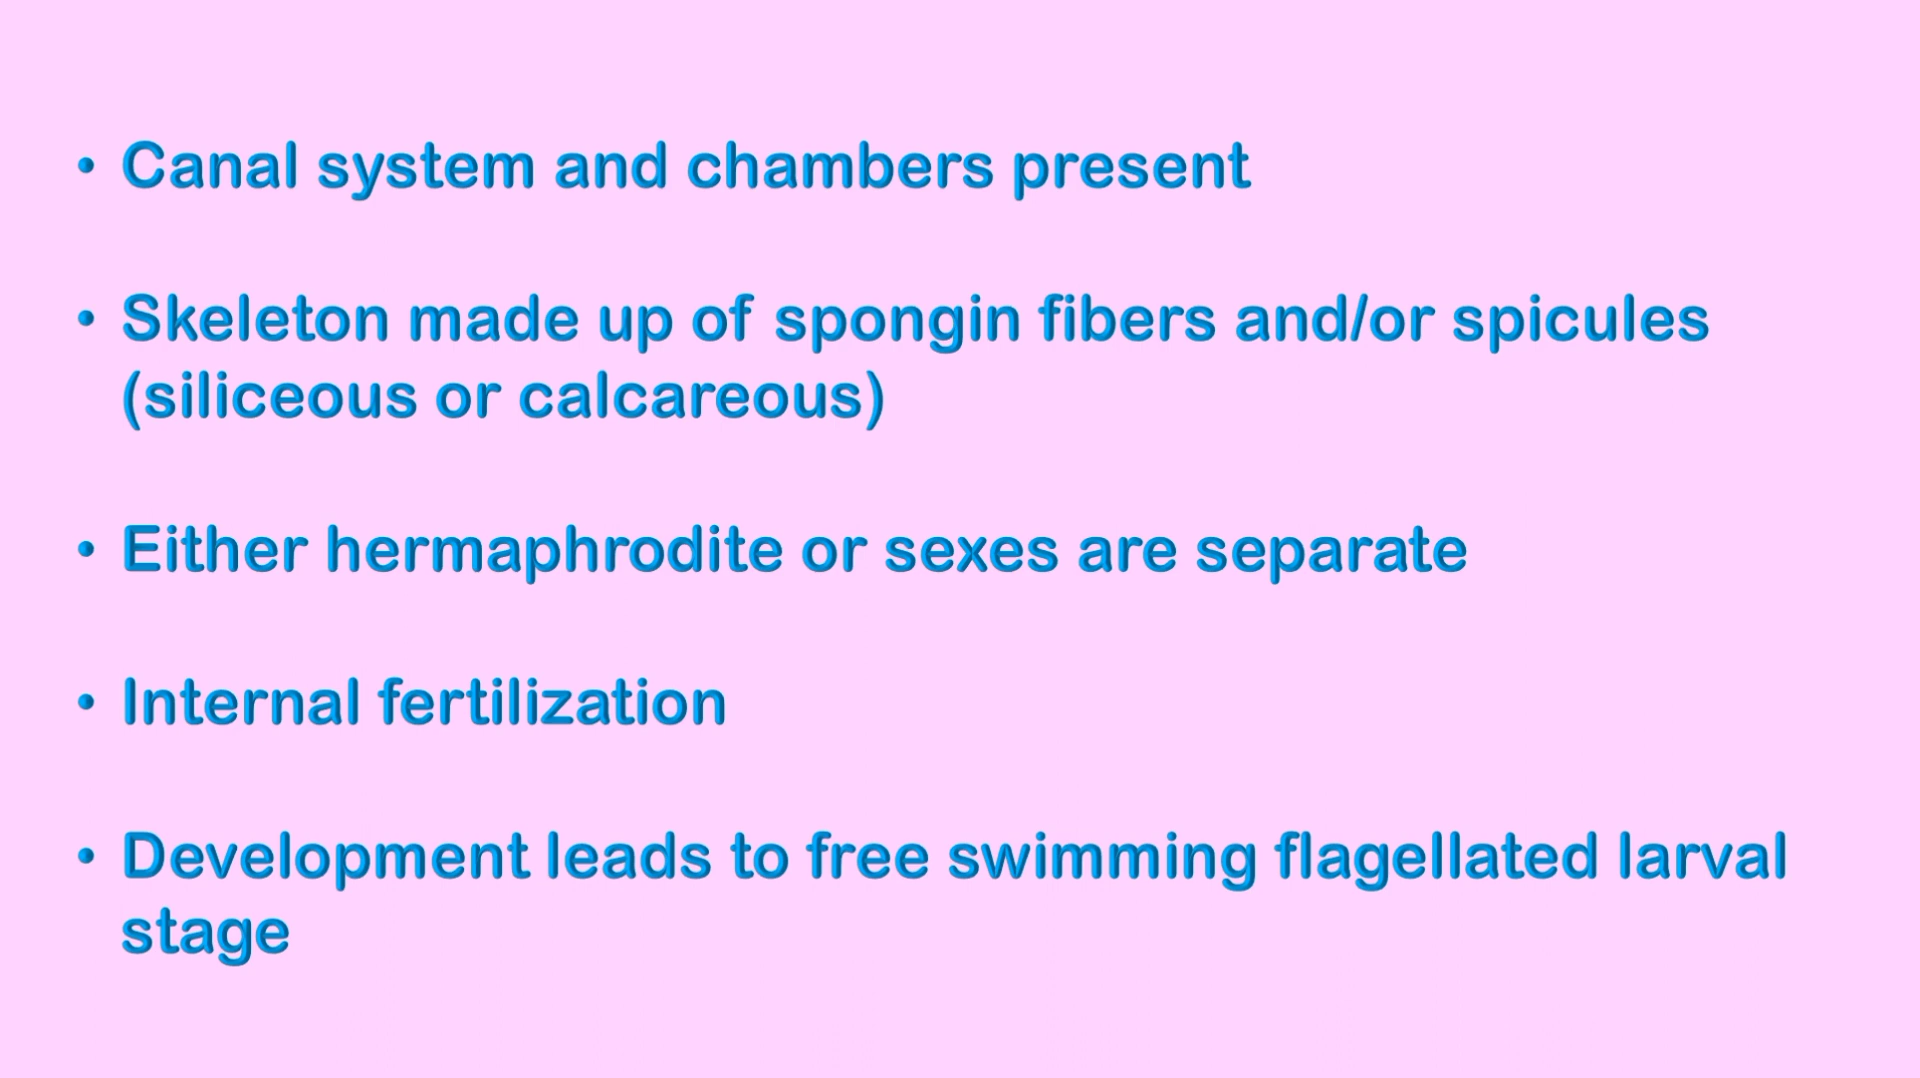 • Canal system and chambers present
• Skeleton made up of spongin fibers and/or spicules
(siliceous or calcareous)
• Either hermaphrodite or sexes are separate
• Internal fertilization
• Development leads to free swimming flagellated larval
stage